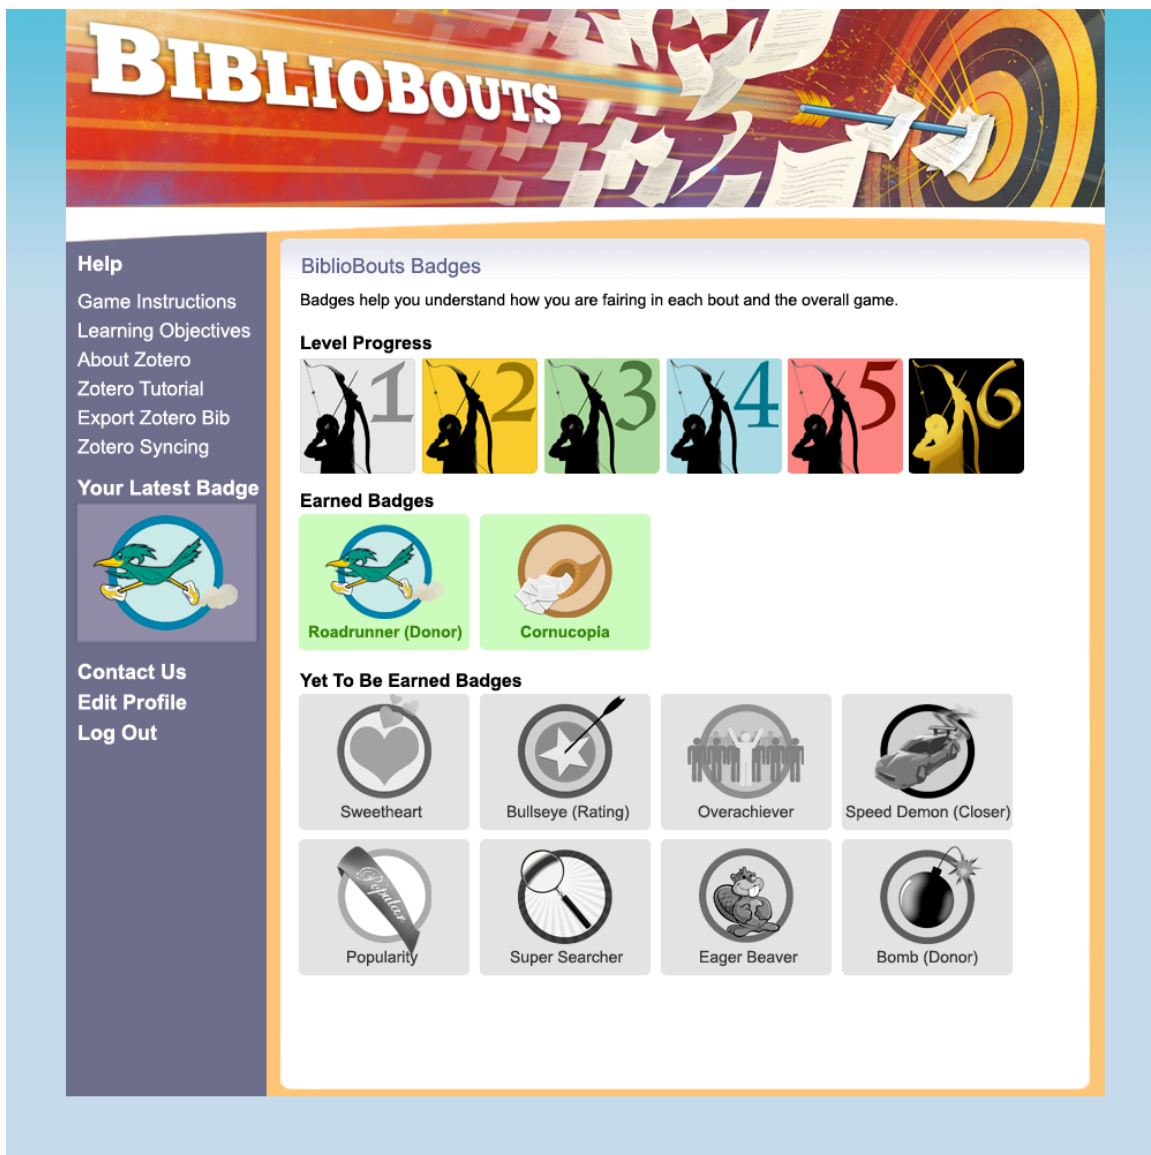 BIBLIOBOUTS
Help
Game Instructions
Learning Objectives
About Zotero
Zotero Tutorial
Export Zotero Bib
Zotero Syncing
Your Latest Badge
Contact Us
Edit Profile
Log Out
BiblioBouts Badges
Badges help you understand how you are fairing in each bout and the overall game.
Level Progress
1 2 3 4 5 6
Earned Badges
Roadrunner (Donor) Cornucopia
Yet To Be Earned Badges
Sweetheart Bullseye (Rating) Overachiever Speed Demon (Closer)
Popular
Popularity Super Searcher Eager Beaver Bomb (Donor)